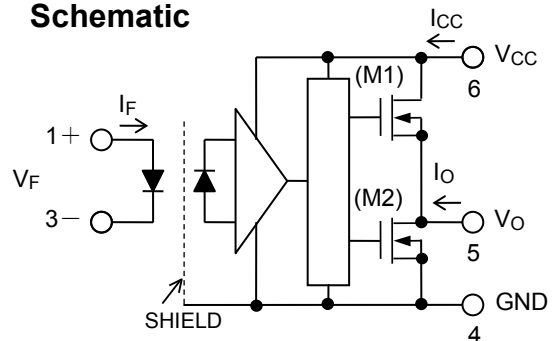 Schematic
ICC
VCC
6
(M1)
IF
1+
VF
3−
IO
(M2)
VO
5
SHIELD
GND
4